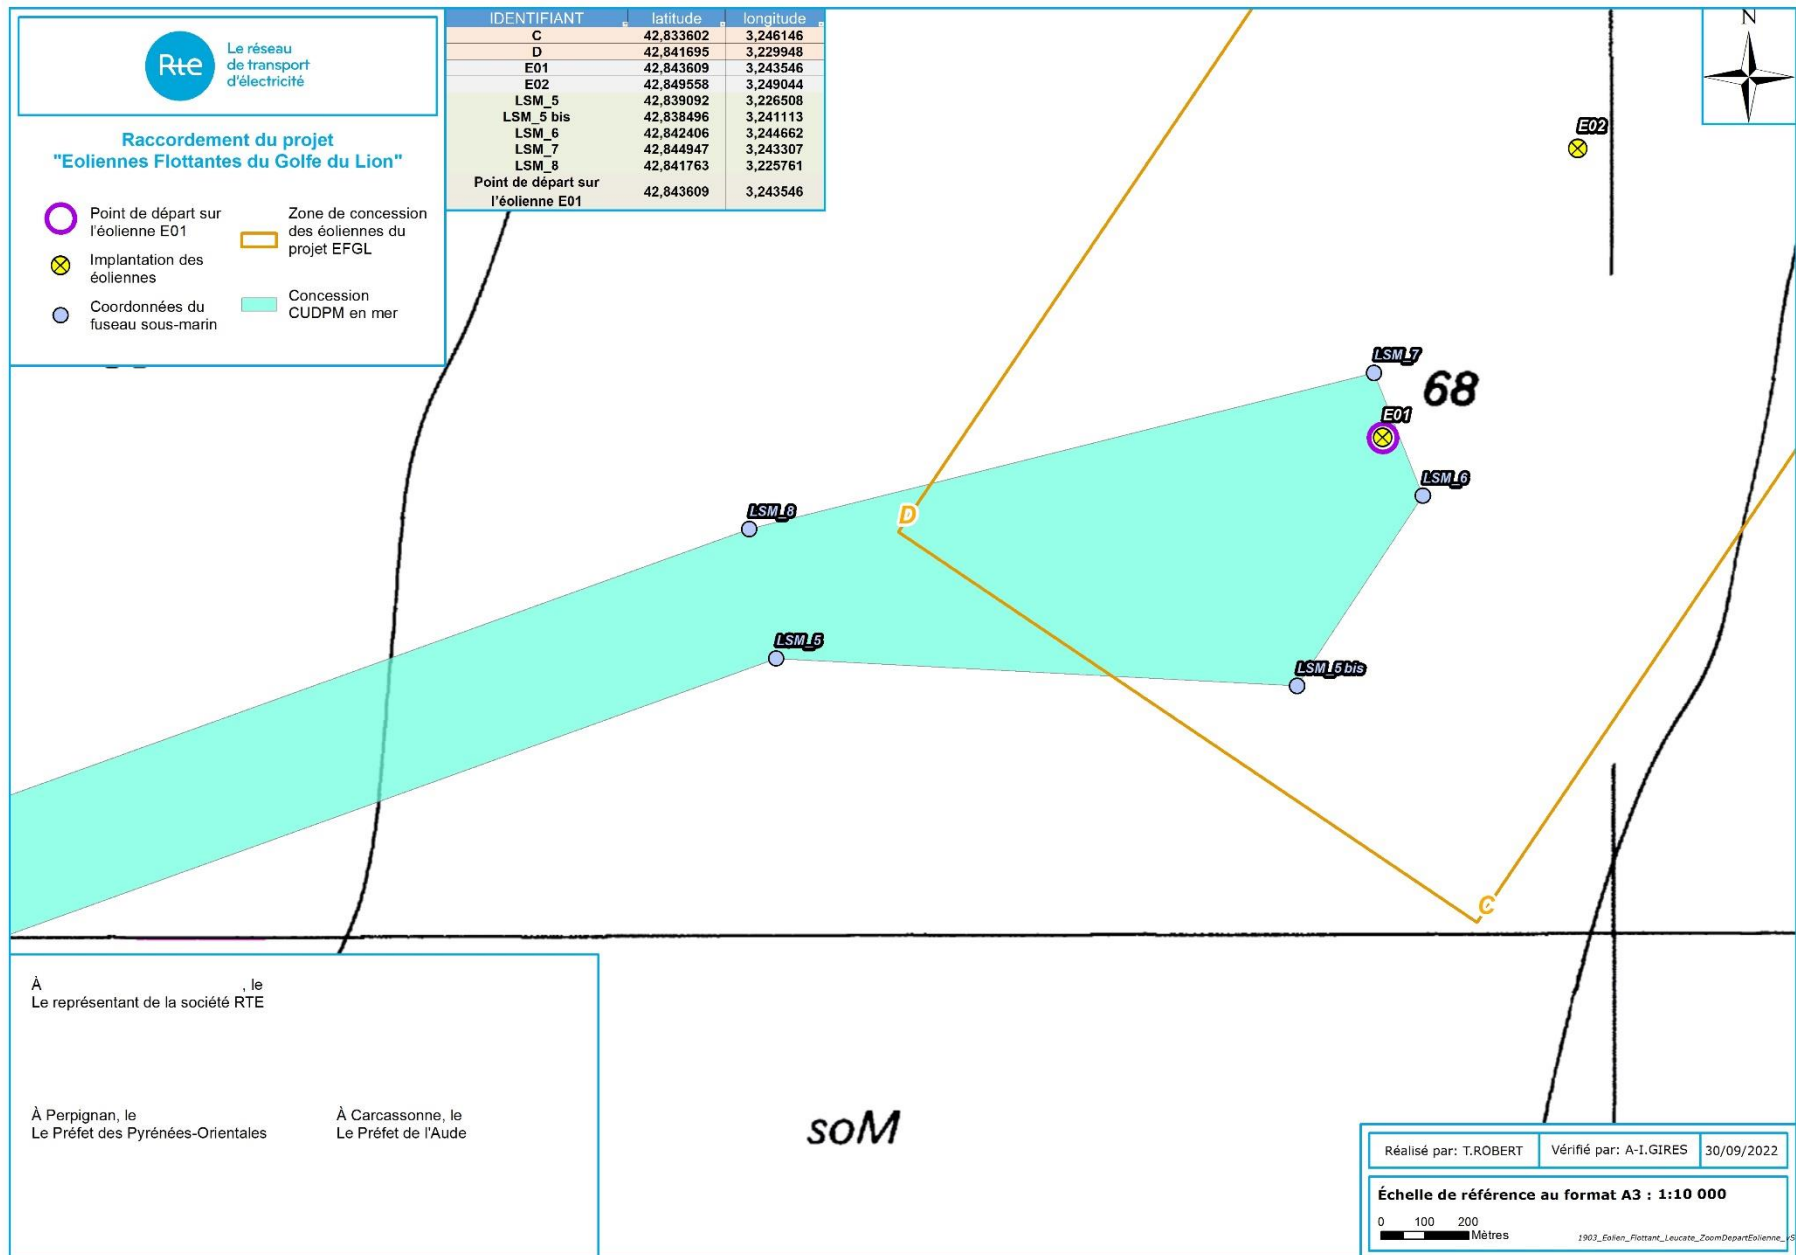 Rte
Le réseau
de transport
d'électricité
Raccordement du projet
"Eoliennes Flottantes du Golfe du Lion"
Point de départ sur
l'éolienne E01
Implantation des
éoliennes
Coordonnées du
fuseau sous-marin
Zone de concession
des éoliennes du
projet EFGL
Concession
CUDPM en mer
IDENTIFIANT latitude longitude
C 42,833602 3,246146
D 42,841695 3,229948
E01 42,843609 3,243546
E02 42,849558 3,249044
LSM_5 42,839092 3,226508
LSM_5 bis 42,838496 3,241113
LSM_6 42,842406 3,244662
LSM_7 42,844947 3,243307
LSM_8 42,841763 3,225761
Point de départ sur
l'éolienne E01 42,843609 3,243546
N
E02
LSM_7
68
E01
LSM_6
LSM_8
D
LSM_5
LSM_5 bis
C
soM
À , le
Le représentant de la société RTE
À Perpignan, le
Le Préfet des Pyrénées-Orientales
À Carcassonne, le
Le Préfet de l'Aude
Réalisé par: T.ROBERT Vérifié par: A-I.GIRES 30/09/2022
Échelle de référence au format A3 : 1:10 000
0 100 200
Mètres